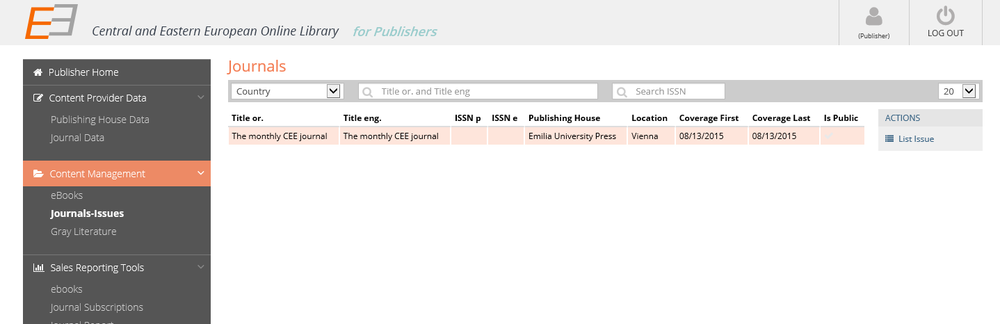 Central and Eastern European Online Library for Publishers
(Publisher)
LOG OUT
Publisher Home
Content Provider Data
Publishing House Data
Journal Data
Content Management
eBooks
Journals-Issues
Gray Literature
Sales Reporting Tools
ebooks
Journal Subscriptions
Journal Report
Journals
Country Title or. and Title eng Search ISSN 20
Title or. Title eng. ISSN p ISSN e Publishing House Location Coverage First Coverage Last Is Public
The monthly CEE journal The monthly CEE journal Emilia University Press Vienna 08/13/2015 08/13/2015
ACTIONS
List Issue